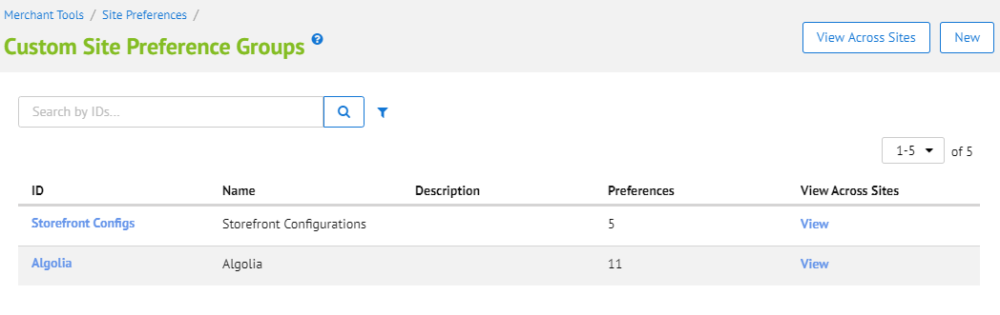 Merchant Tools / Site Preferences /
Custom Site Preference Groups ?
View Across Sites New
Search by IDs...
1-5 of 5
ID Name Description Preferences View Across Sites
Storefront Configs Storefront Configurations 5 View
Algolia Algolia 11 View